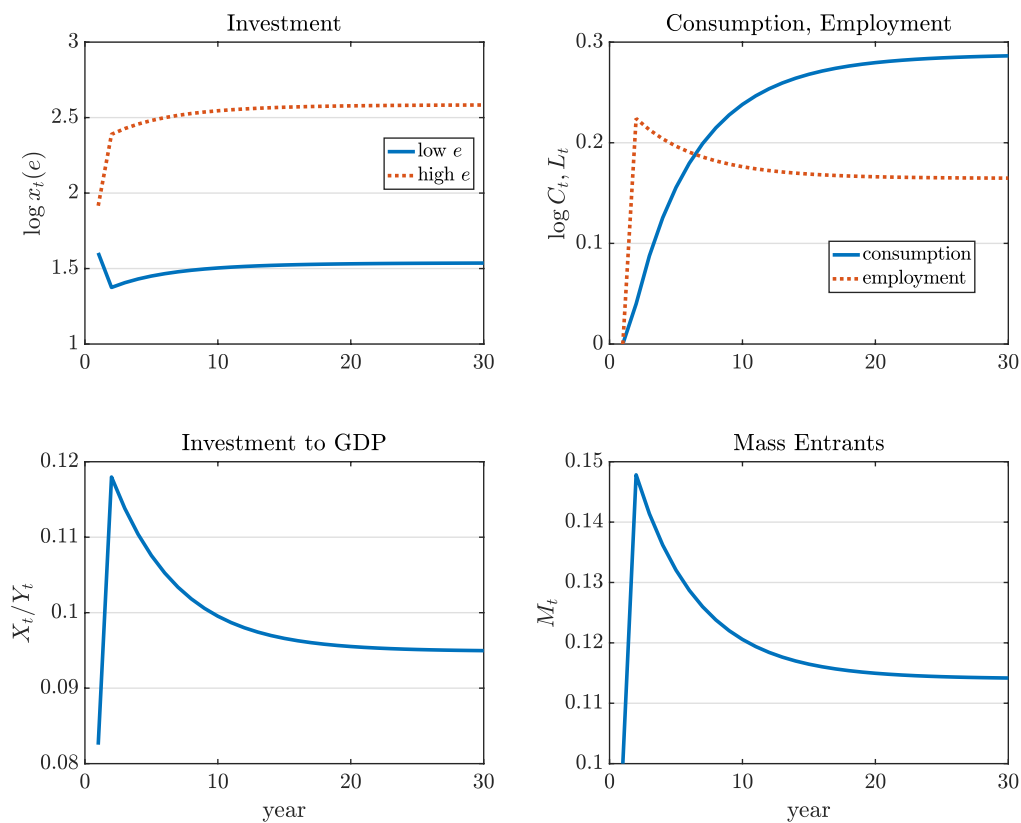 Investment
3
2.5
2
1.5
1
log x_t(e)
low e
high e
0
10
20
30
Consumption, Employment
0.3
0.2
0.1
0
log C_t, L_t
consumption
employment
0
10
20
30
Investment to GDP
0.12
0.11
0.1
0.09
0.08
X_t/Y_t
0
10
20
30
year
Mass Entrants
0.15
0.14
0.13
0.12
0.11
0.1
M_t
0
10
20
30
year